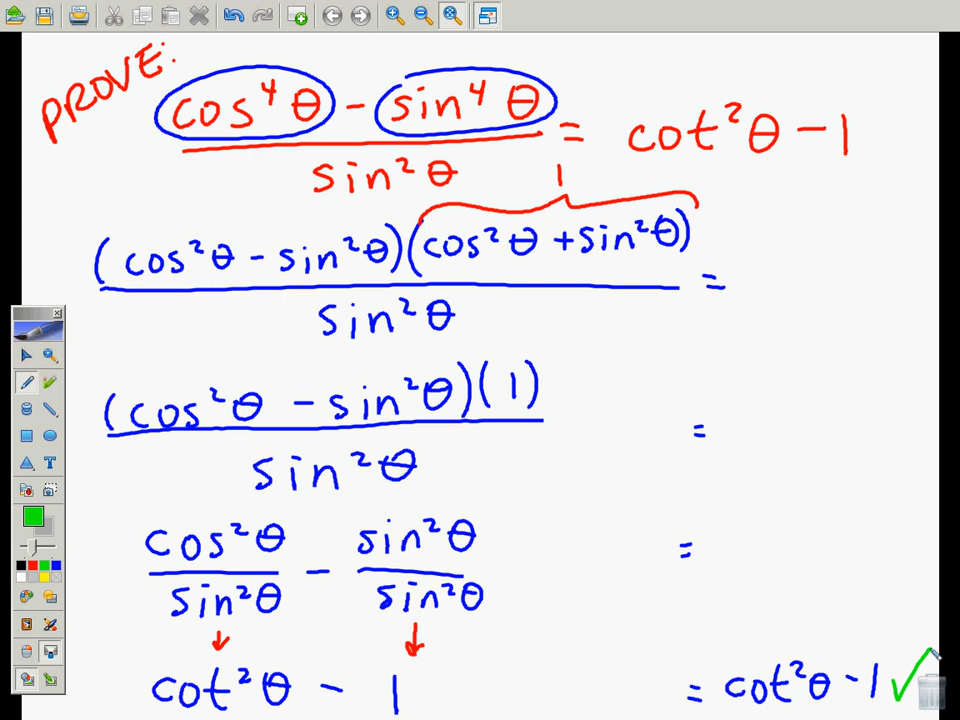 PROVE:
cos⁴θ - sin⁴θ
sin²θ
= cot²θ - 1
1
(cos²θ - sin²θ)(cos²θ + sin²θ)
sin²θ
=
(cos²θ - sin²θ)(1)
sin²θ
=
cos²θ - sin²θ
sin²θ sin²θ
=
cot²θ - 1 = cot²θ - 1 ✓